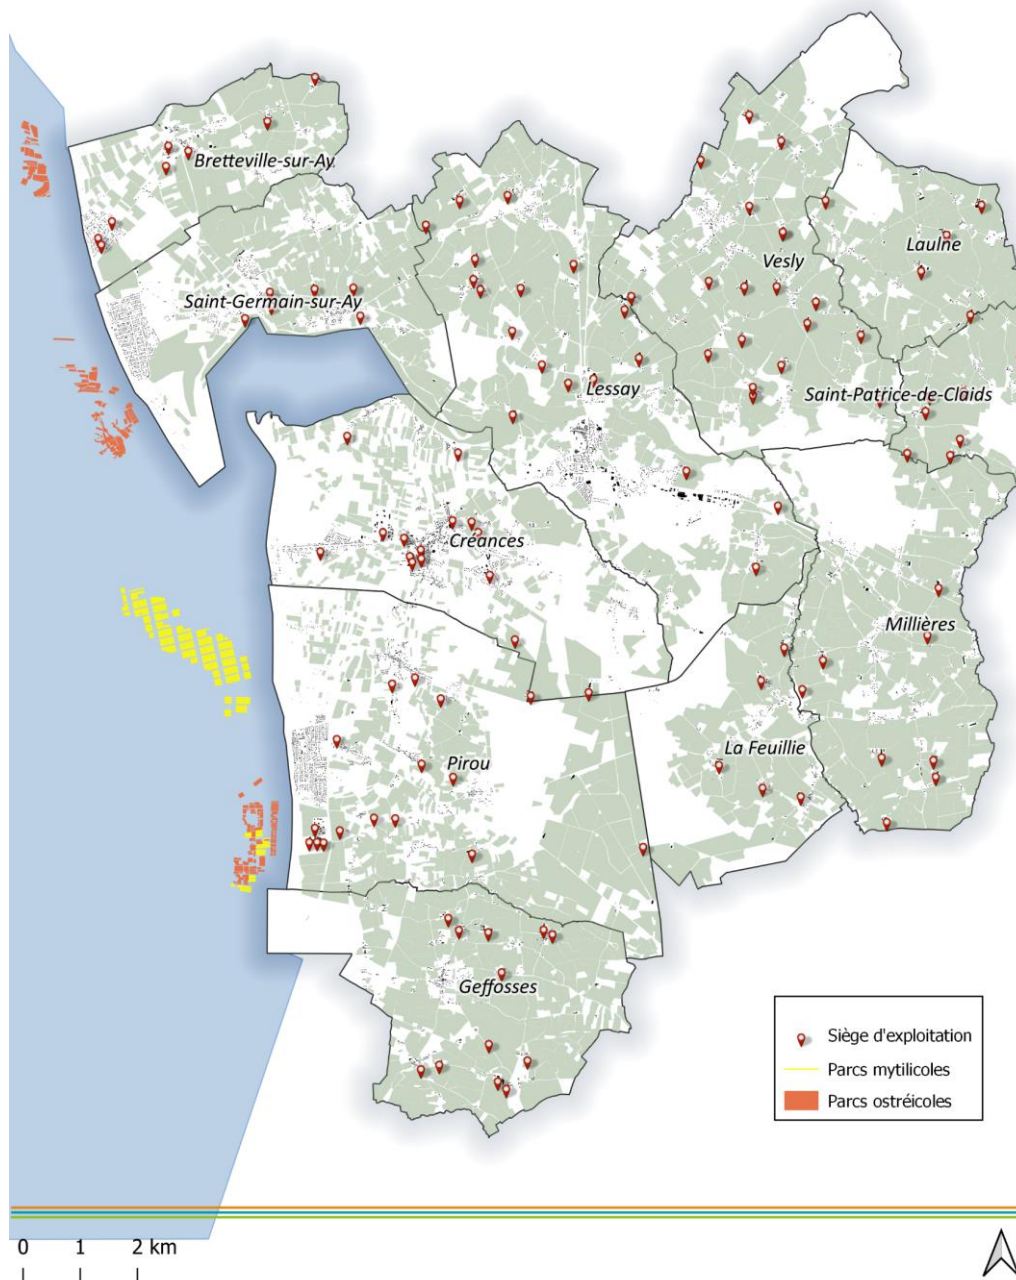 Bretteville-sur-Ay
Laulne
Vesly
Saint-Germain-sur-Ay
Lessay
Saint-Patrice-de-Claids
Créances
Millières
La Feuillie
Pirou
Geffosses
Siège d'exploitation
Parcs mytilicoles
Parcs ostréicoles
0 1 2 km